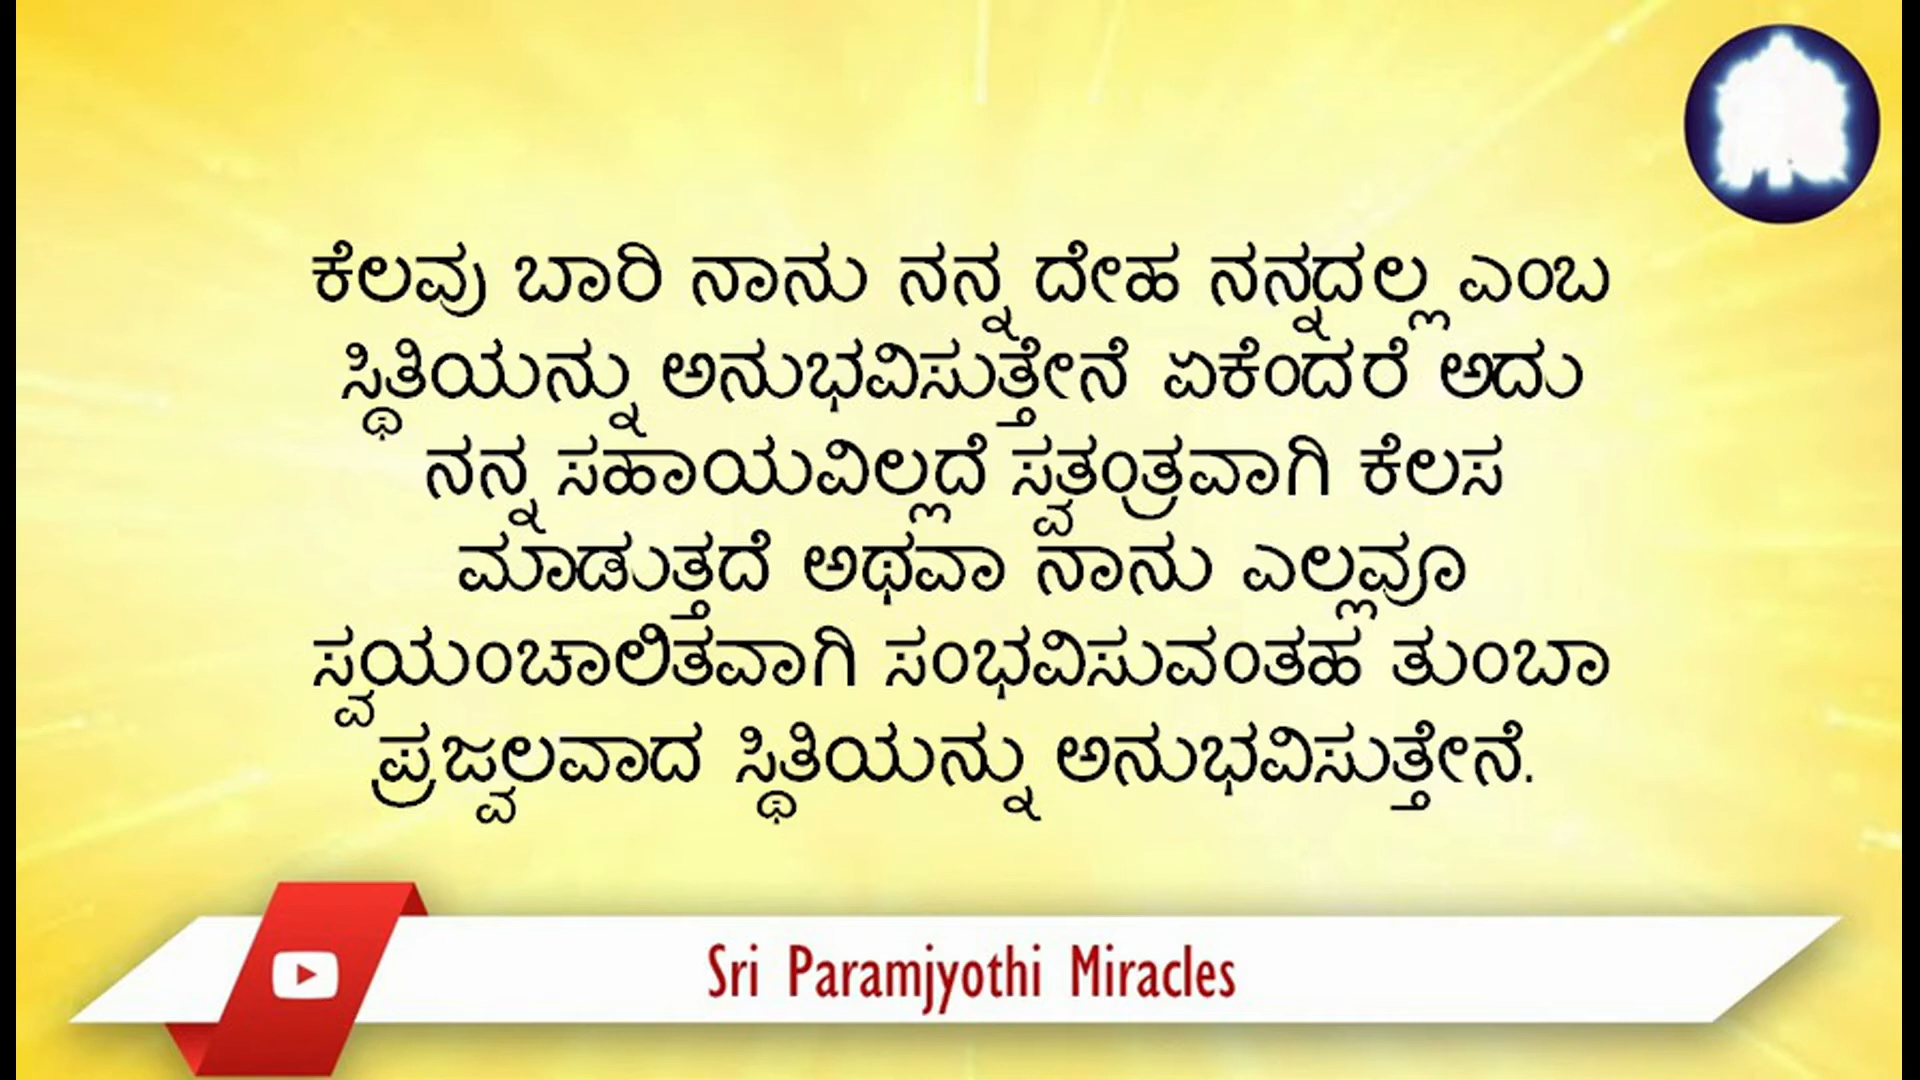 ಕೆಲವು ಬಾರಿ ನಾನು ನನ್ನ ದೇಹ ನನ್ನದಲ್ಲ ಎಂಬ
ಸ್ಥಿತಿಯನ್ನು ಅನುಭವಿಸುತ್ತೇನೆ ಏಕೆಂದರೆ ಅದು
ನನ್ನ ಸಹಾಯವಿಲ್ಲದೆ ಸ್ವತಂತ್ರವಾಗಿ ಕೆಲಸ
ಮಾಡುತ್ತದೆ ಅಥವಾ ನಾನು ಎಲ್ಲವೂ
ಸ್ವಯಂಚಾಲಿತವಾಗಿ ಸಂಭವಿಸುವಂತಹ ತುಂಬಾ
ಪ್ರಜ್ವಲವಾದ ಸ್ಥಿತಿಯನ್ನು ಅನುಭವಿಸುತ್ತೇನೆ.
Sri Paramjyothi Miracles